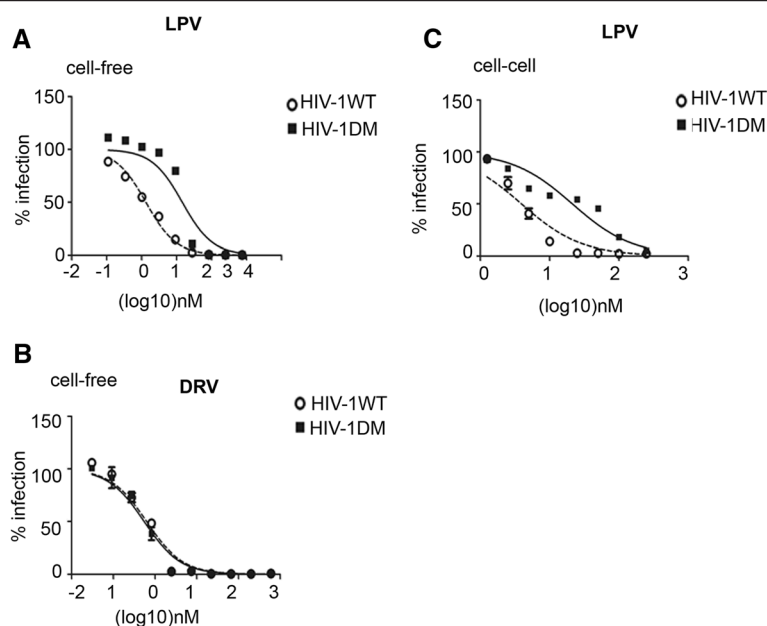 A
LPV
cell-free
HIV-1WT
HIV-1DM
150
100
50
0
% infection
-2 -1 0 1 2 3 4
(log10)nM
C
LPV
cell-cell
HIV-1WT
HIV-1DM
150
100
50
0
% infection
0 1 2 3
(log10)nM
B
cell-free
DRV
HIV-1WT
HIV-1DM
150
100
50
0
% infection
-2 1 0 1 2 3
(log10)nM